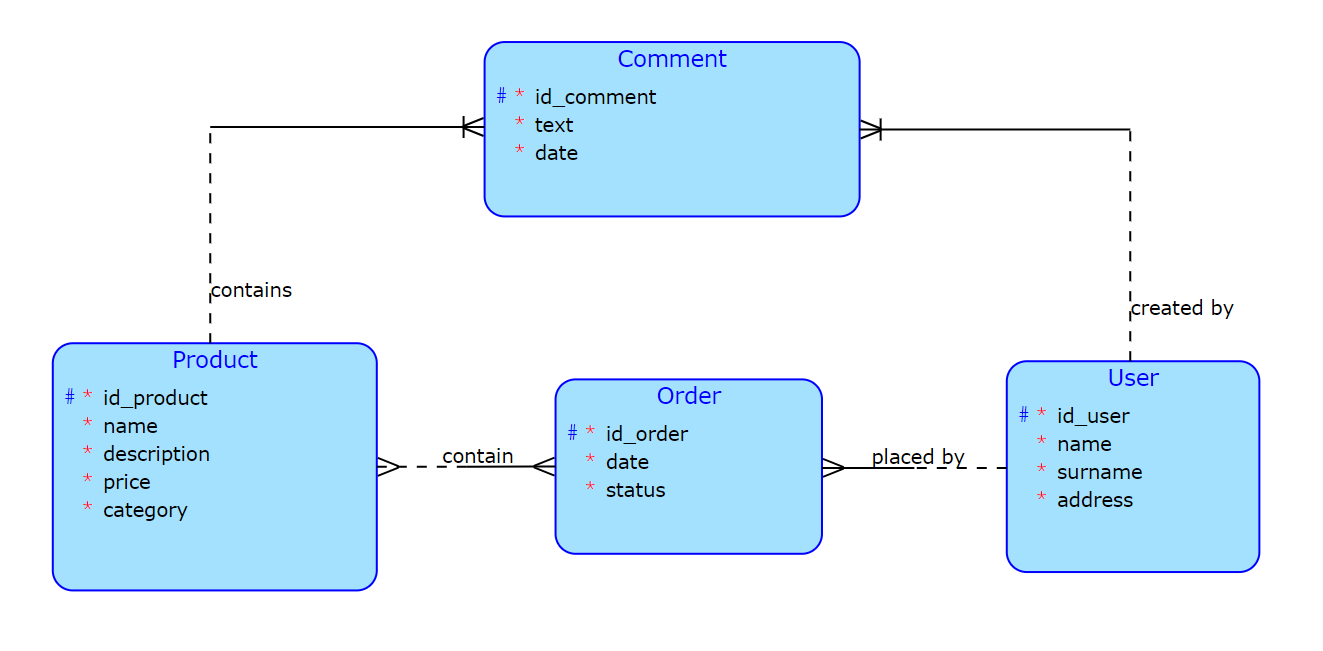 Comment
# * id_comment
* text
* date
contains
created by
Product
# * id_product
* name
* description
* price
* category
contain
Order
# * id_order
* date
* status
placed by
User
# * id_user
* name
* surname
* address